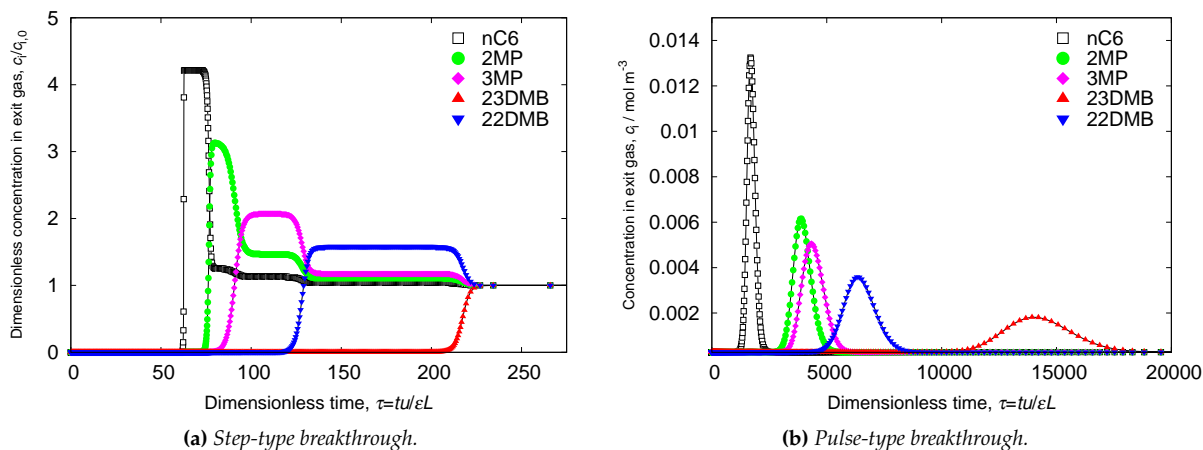 Dimensionless concentration in exit gas, cᵢ/cᵢ,₀
5
4
3
2
1
0
0
50
100
150
200
250
Dimensionless time, τ=tu/εL
nC6
2MP
3MP
23DMB
22DMB
(a) Step-type breakthrough.
Concentration in exit gas, cᵢ / mol m⁻³
0.014
0.012
0.01
0.008
0.006
0.004
0.002
0
5000
10000
15000
20000
Dimensionless time, τ=tu/εL
nC6
2MP
3MP
23DMB
22DMB
(b) Pulse-type breakthrough.